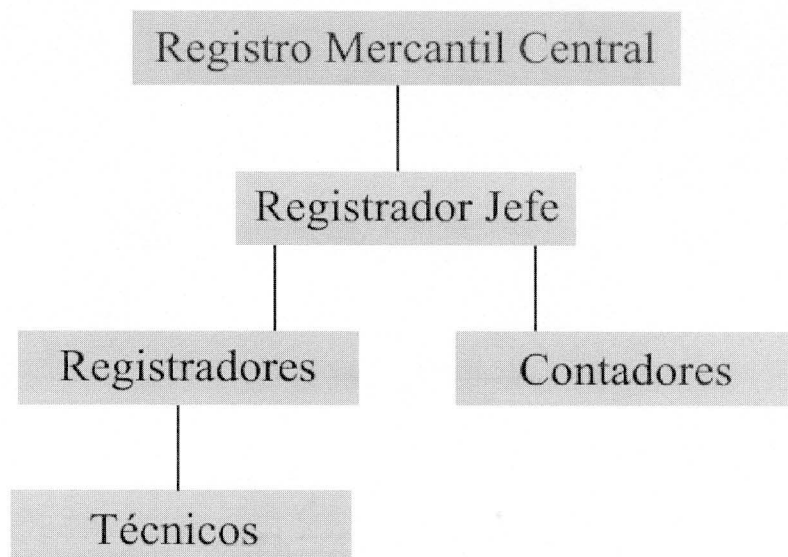 Registro Mercantil Central
Registrador Jefe
Registradores
Contadores
Técnicos